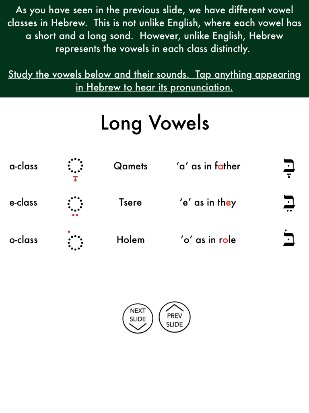 As you have seen in the previous slide, we have different vowel
classes in Hebrew. This is not unlike English, where each vowel has
a short and a long sond. However, unlike English, Hebrew
represents the vowels in each class distinctly.
Study the vowels below and their sounds. Tap anything appearing
in Hebrew to hear its pronunciation.
Long Vowels
a-class ◌ָ Qamets 'a' as in father בָּ
e-class ◌ֵ Tsere 'e' as in they בֵּ
o-class ◌ֹ Holem 'o' as in role בֹּ
NEXT SLIDE
PREV SLIDE